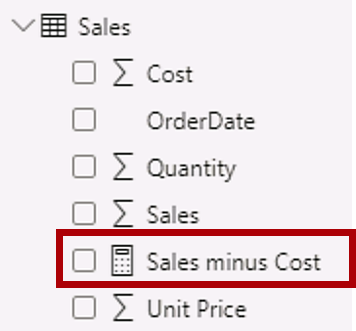 Sales
Cost
OrderDate
Quantity
Sales
Sales minus Cost
Unit Price